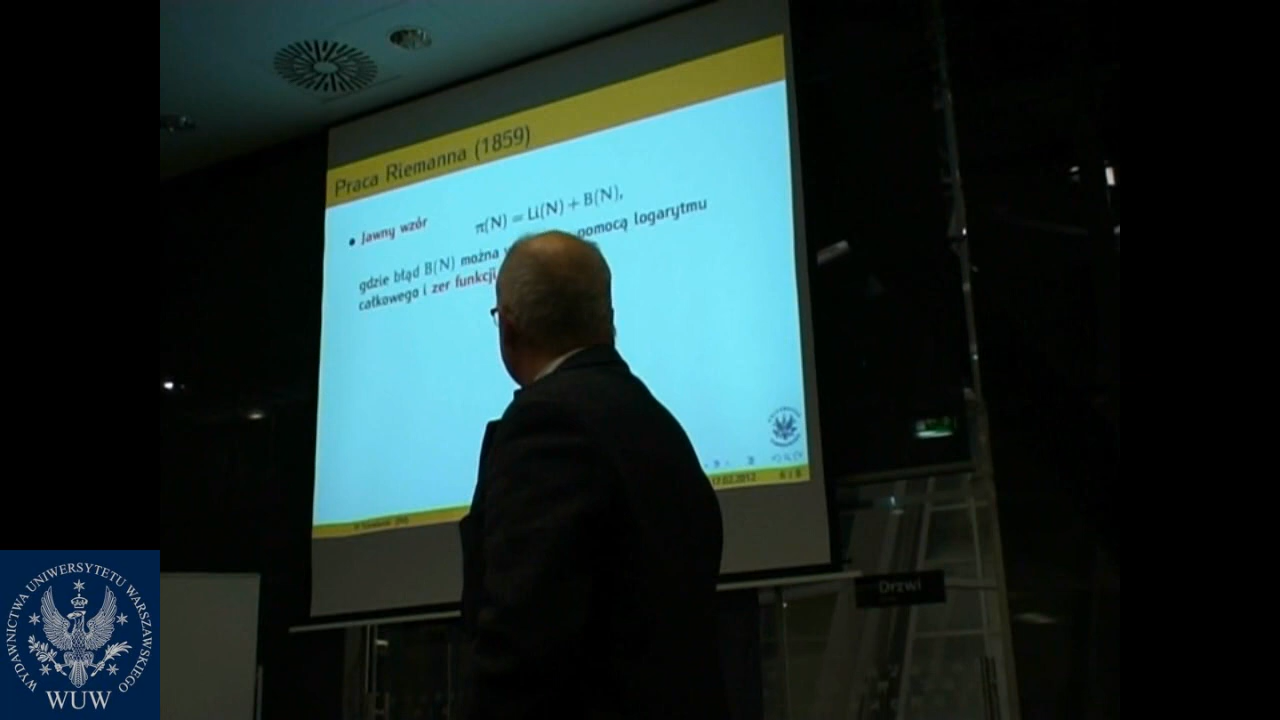 Praca Riemanna (1859)
• Jawny wzór
π(N) = Li(N) + B(N),
gdzie błąd B(N) można pomocą logarytmu
całkowego i zer funkcji
17.02.2012
Drzwi
WYDAWNICTWA UNIWERSYTETU WARSZAWSKIEGO
WUW